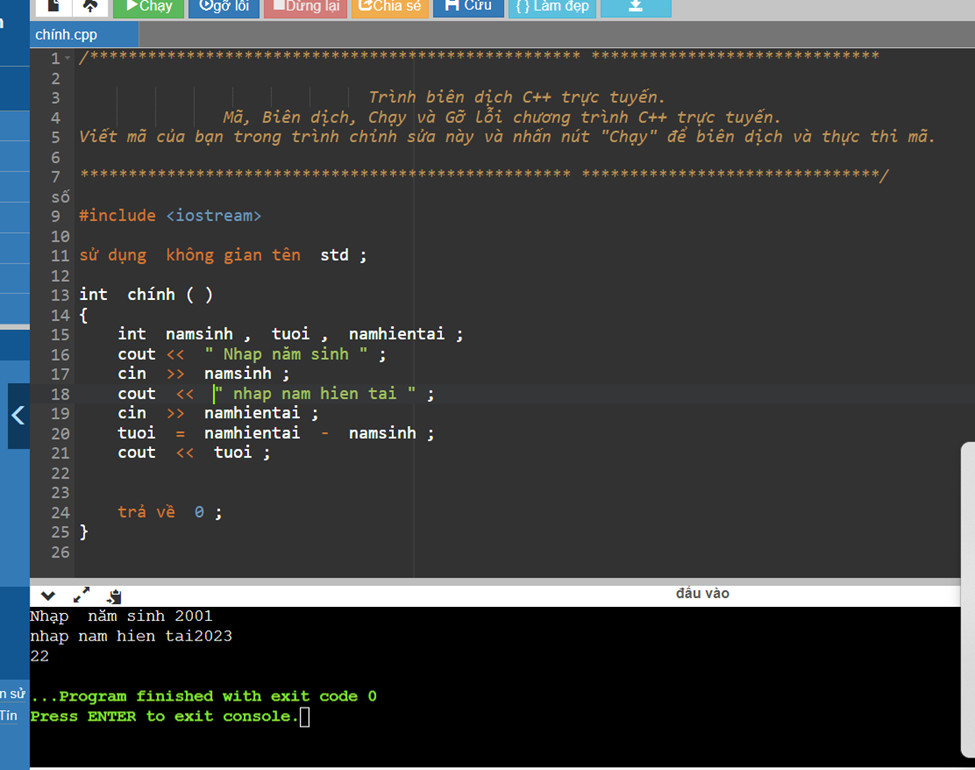 Chạy Gỡ lỗi Dừng lại Chia sẻ Cứu { } Làm đẹp
n
chính.cpp
1 /*************************************************** ******************************
2
3 Trình biên dịch C++ trực tuyến.
4 Mã, Biên dịch, Chạy và Gỡ lỗi chương trình C++ trực tuyến.
5 Viết mã của bạn trong trình chỉnh sửa này và nhấn nút "Chạy" để biên dịch và thực thi mã.
6
7 *************************************************** *******************************/
số
9 #include <iostream>
10
11 sử dụng không gian tên std ;
12
13 int chính ( )
14 {
15 int namsinh , tuoi , namhientai ;
16 cout << " Nhap năm sinh " ;
17 cin >> namsinh ;
18 cout << " nhap nam hien tai " ;
19 cin >> namhientai ;
20 tuoi = namhientai - namsinh ;
21 cout << tuoi ;
22
23
24 trả về 0 ;
25 }
26
đầu vào
Nhạp năm sinh 2001
nhap nam hien tai2023
22
n sử
...Program finished with exit code 0
Tín
Press ENTER to exit console.